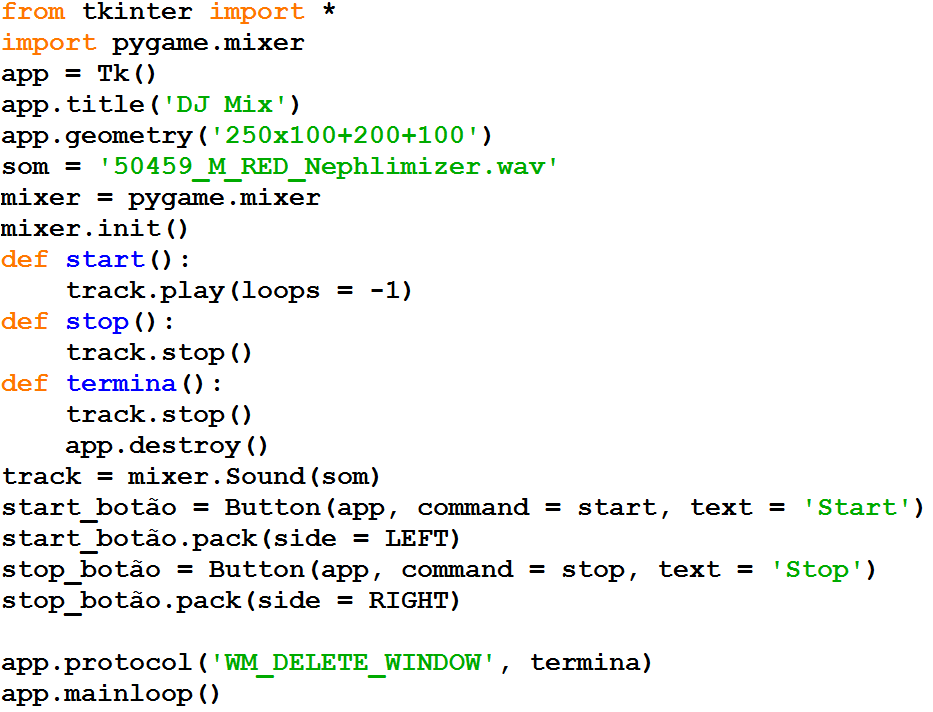 from tkinter import *
import pygame.mixer
app = Tk()
app.title('DJ Mix')
app.geometry('250x100+200+100')
som = '50459_M_RED_Nephlimizer.wav'
mixer = pygame.mixer
mixer.init()
def start():
    track.play(loops = -1)
def stop():
    track.stop()
def termina():
    track.stop()
    app.destroy()
track = mixer.Sound(som)
start_botão = Button(app, command = start, text = 'Start')
start_botão.pack(side = LEFT)
stop_botão = Button(app, command = stop, text = 'Stop')
stop_botão.pack(side = RIGHT)

app.protocol('WM_DELETE_WINDOW', termina)
app.mainloop()